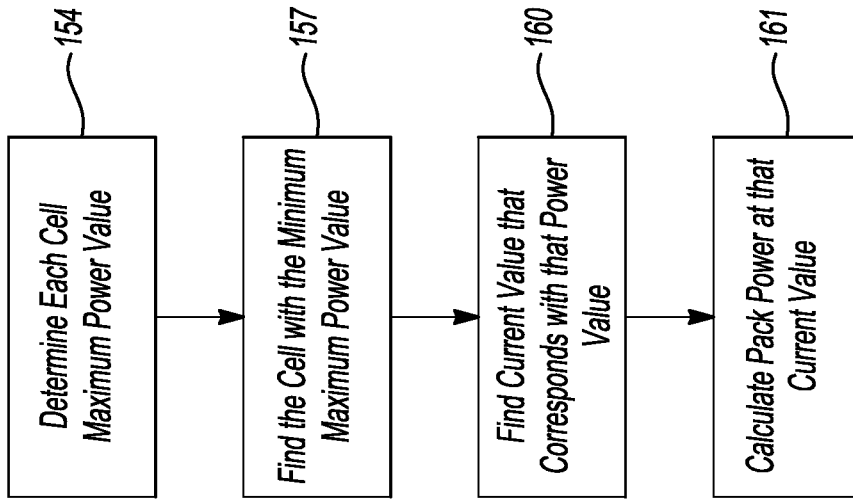 Determine Each Cell
Maximum Power Value
154
Find the Cell with the Minimum
Maximum Power Value
157
Find Current Value that
Corresponds with that Power
Value
160
Calculate Pack Power at that
Current Value
161